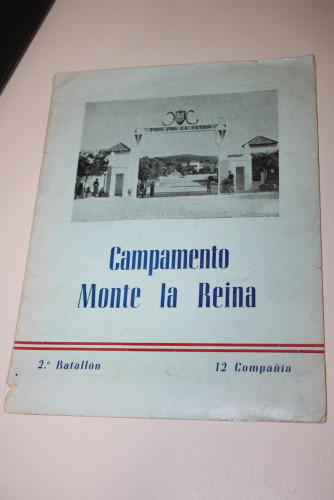 Campamento
Monte la Reina
2.º Batallón 12 Compañía